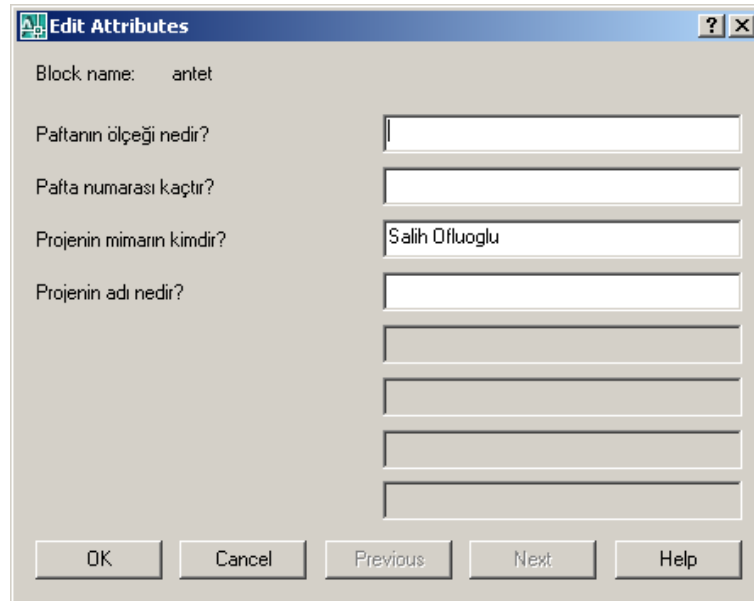 Edit Attributes
Block name: antet
Paftanın ölçeği nedir?
Pafta numarası kaçtır?
Projenin mimarın kimdir? Salih Ofluoglu
Projenin adı nedir?
OK Cancel Previous Next Help